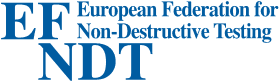 EF European Federation for
Non-Destructive Testing
NDT